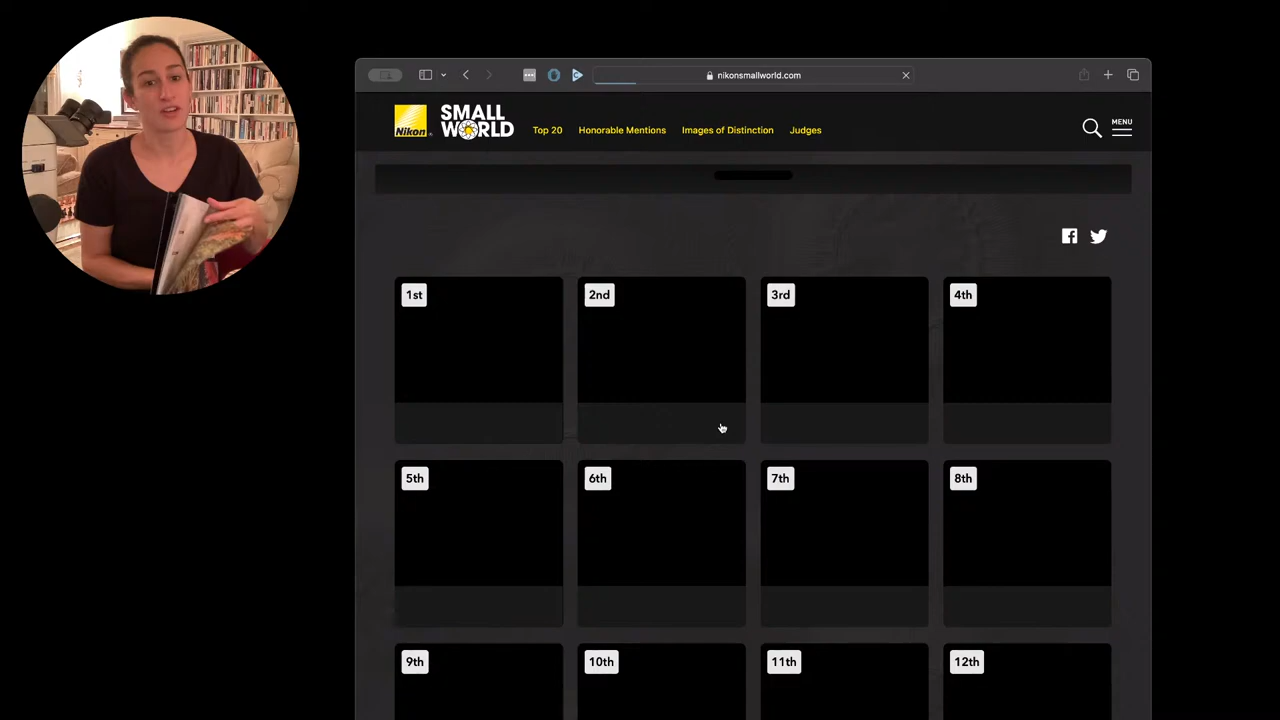 nikonsmallworld.com
Nikon
SMALL
WORLD
Top 20
Honorable Mentions
Images of Distinction
Judges
MENU
1st
2nd
3rd
4th
5th
6th
7th
8th
9th
10th
11th
12th